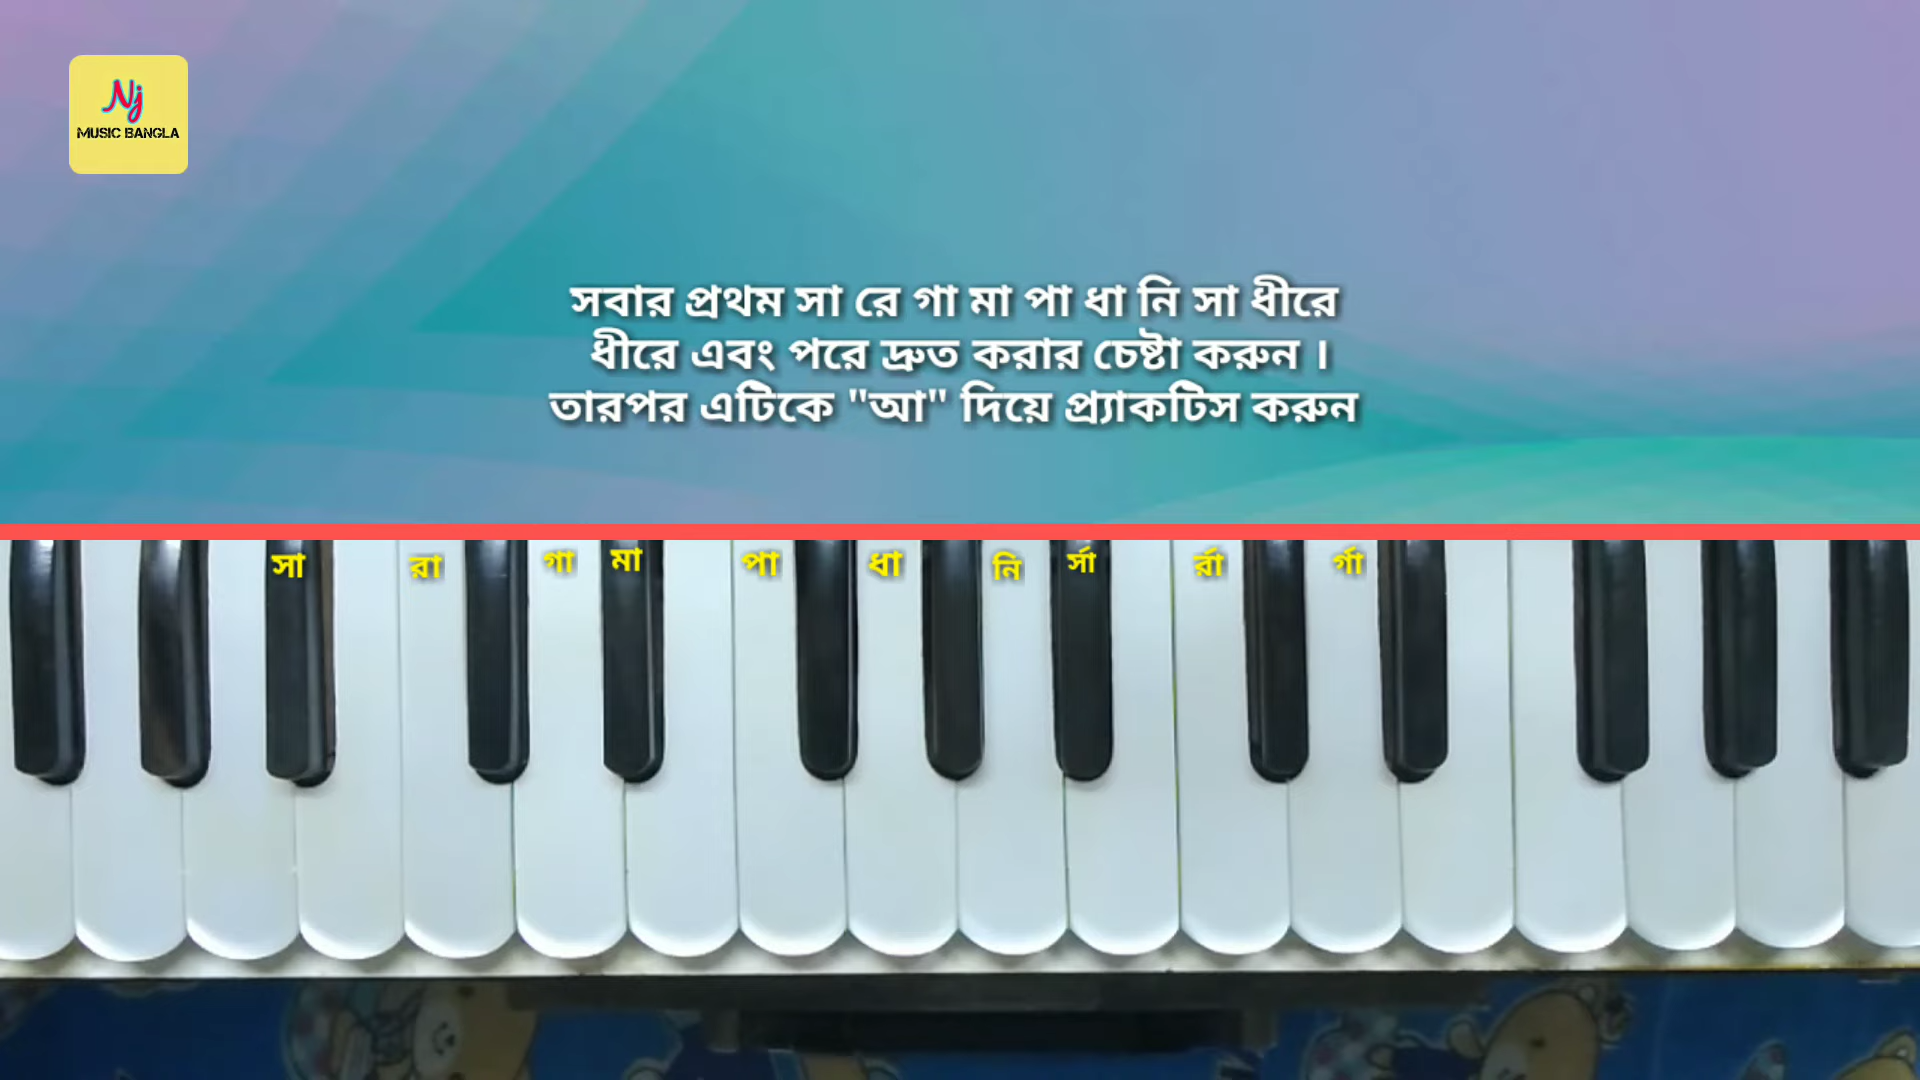 Nj
MUSIC BANGLA
সবার প্রথম সা রে গা মা পা ধা নি সা ধীরে
ধীরে এবং পরে দ্রুত করার চেষ্টা করুন ।
তারপর এটিকে "আ" দিয়ে প্র্যাকটিস করুন
সা রা গা মা পা ধা নি র্সা র্রা র্গা